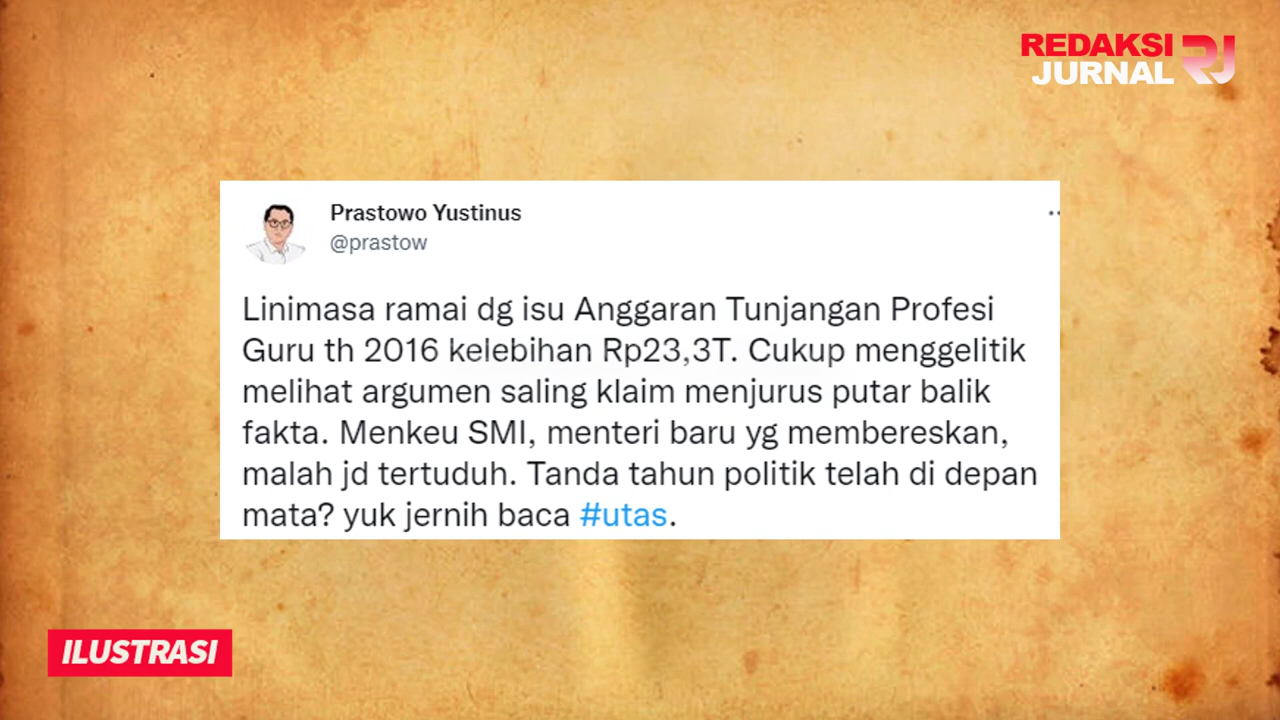 REDAKSI
JURNAL RJ
Prastowo Yustinus
@prastow
Linimasa ramai dg isu Anggaran Tunjangan Profesi
Guru th 2016 kelebihan Rp23,3T. Cukup menggelitik
melihat argumen saling klaim menjurus putar balik
fakta. Menkeu SMI, menteri baru yg membereskan,
malah jd tertuduh. Tanda tahun politik telah di depan
mata? yuk jernih baca #utas.
ILUSTRASI